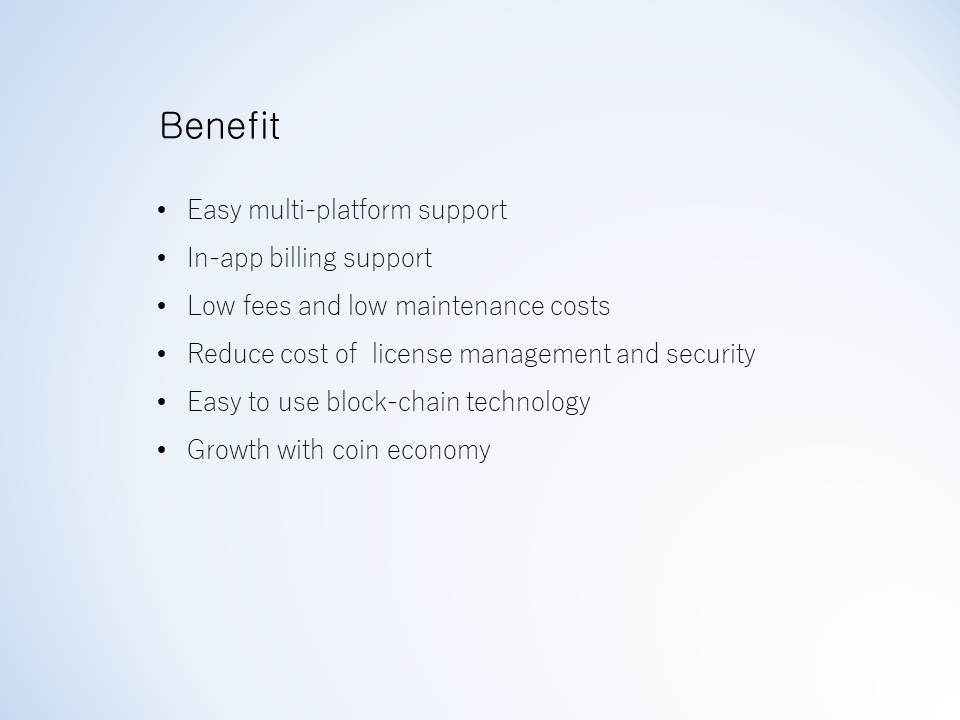 Benefit
• Easy multi-platform support
• In-app billing support
• Low fees and low maintenance costs
• Reduce cost of  license management and security
• Easy to use block-chain technology
• Growth with coin economy